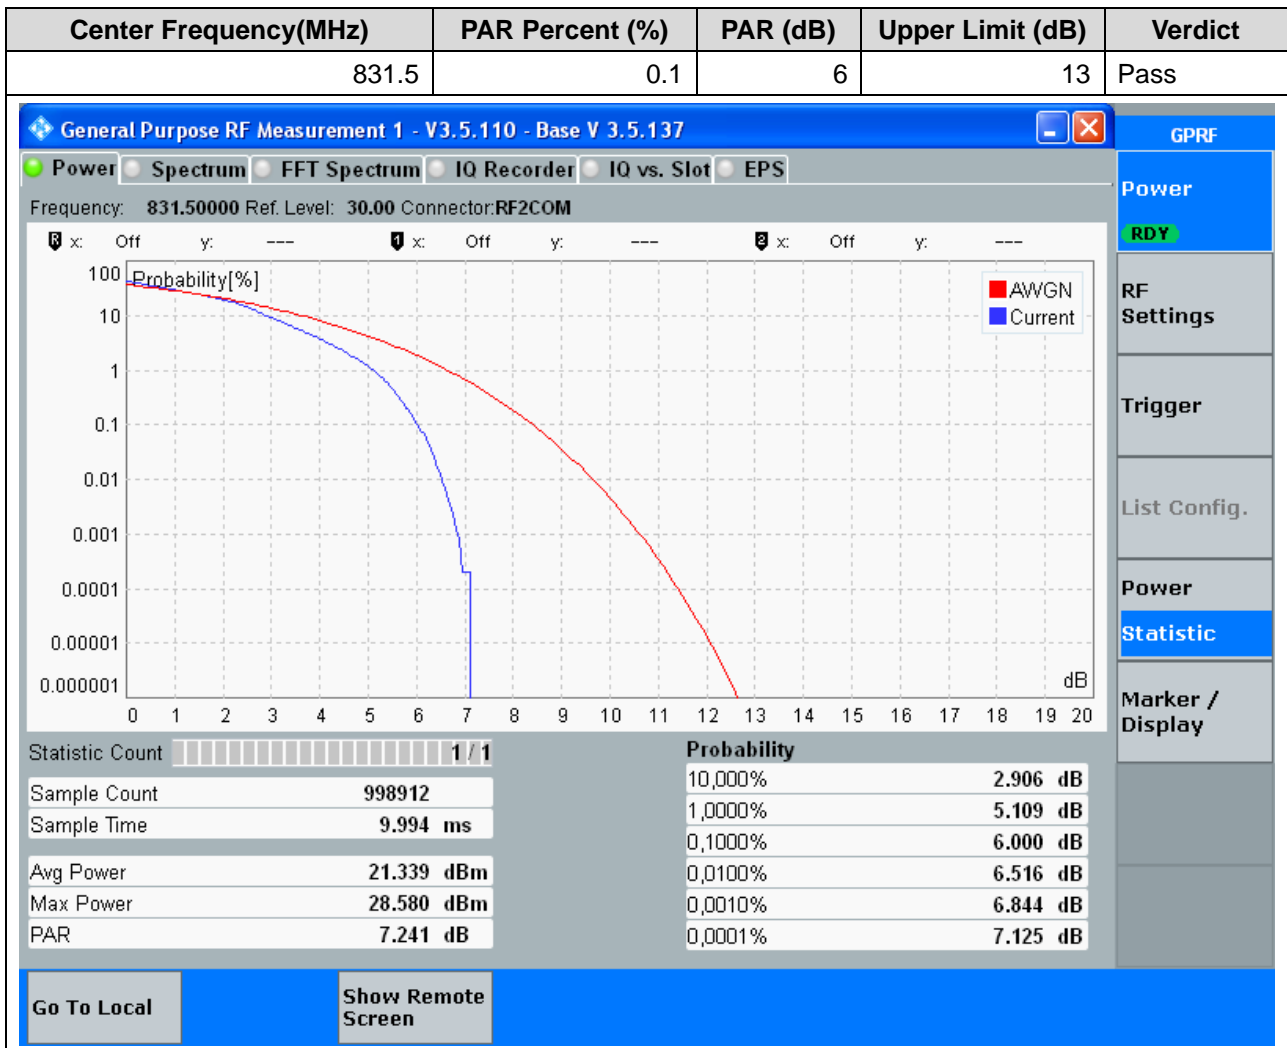 Center Frequency(MHz) PAR Percent (%) PAR (dB) Upper Limit (dB) Verdict
831.5 0.1 6 13 Pass
General Purpose RF Measurement 1 - V3.5.110 - Base V 3.5.137
GPRF
Power Spectrum FFT Spectrum IQ Recorder IQ vs. Slot EPS
Frequency: 831.50000 Ref. Level: 30.00 Connector:RF2COM
R x: Off y: --- 1 x: Off y: --- 2 x: Off y: ---
Probability[%]
100
10
1
0.1
0.01
0.001
0.0001
0.00001
0.000001
AWGN
Current
dB
0 1 2 3 4 5 6 7 8 9 10 11 12 13 14 15 16 17 18 19 20
Statistic Count 1 / 1
Sample Count 998912
Sample Time 9.994 ms
Avg Power 21.339 dBm
Max Power 28.580 dBm
PAR 7.241 dB
Probability
10,000% 2.906 dB
1,0000% 5.109 dB
0,1000% 6.000 dB
0,0100% 6.516 dB
0,0010% 6.844 dB
0,0001% 7.125 dB
Power
RDY
RF
Settings
Trigger
List Config.
Power
Statistic
Marker /
Display
Go To Local
Show Remote
Screen